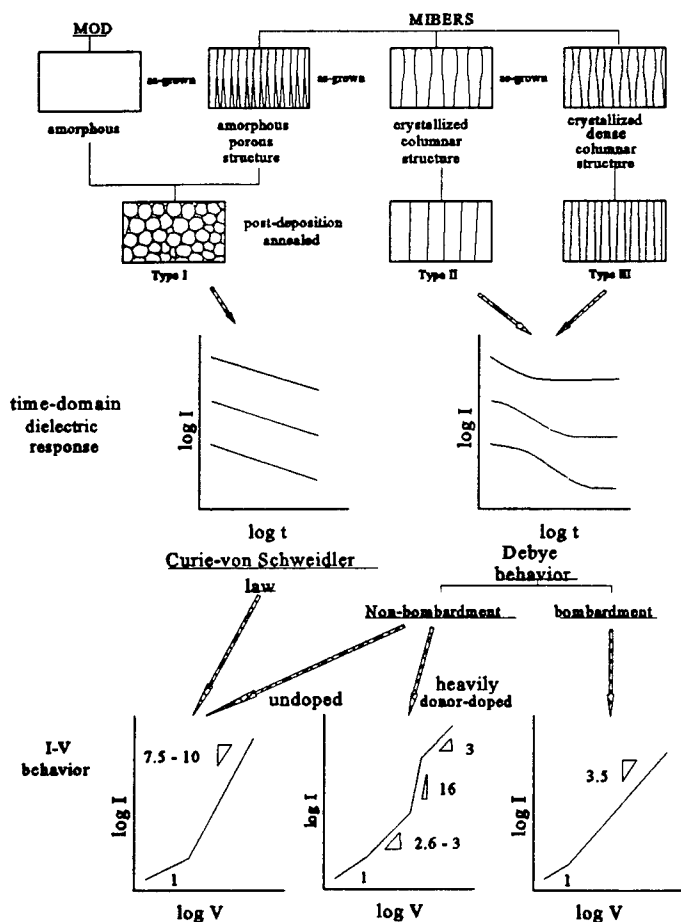 MOD
MIBERS
as-grown
as-grown
as-grown
amorphous
amorphous
porous
structure
crystallized
columnar
structure
crystallized
dense
columnar
structure
post-deposition
annealed
Type I
Type II
Type III
time-domain
dielectric
response
log I
log t
log I
log t
Curie-von Schweidler
law
Debye
behavior
Non-bombardment
bombardment
undoped
heavily
donor-doped
I-V
behavior
log I
7.5 - 10
1
log V
log I
3
16
2.6 - 3
1
log V
log I
3.5
1
log V